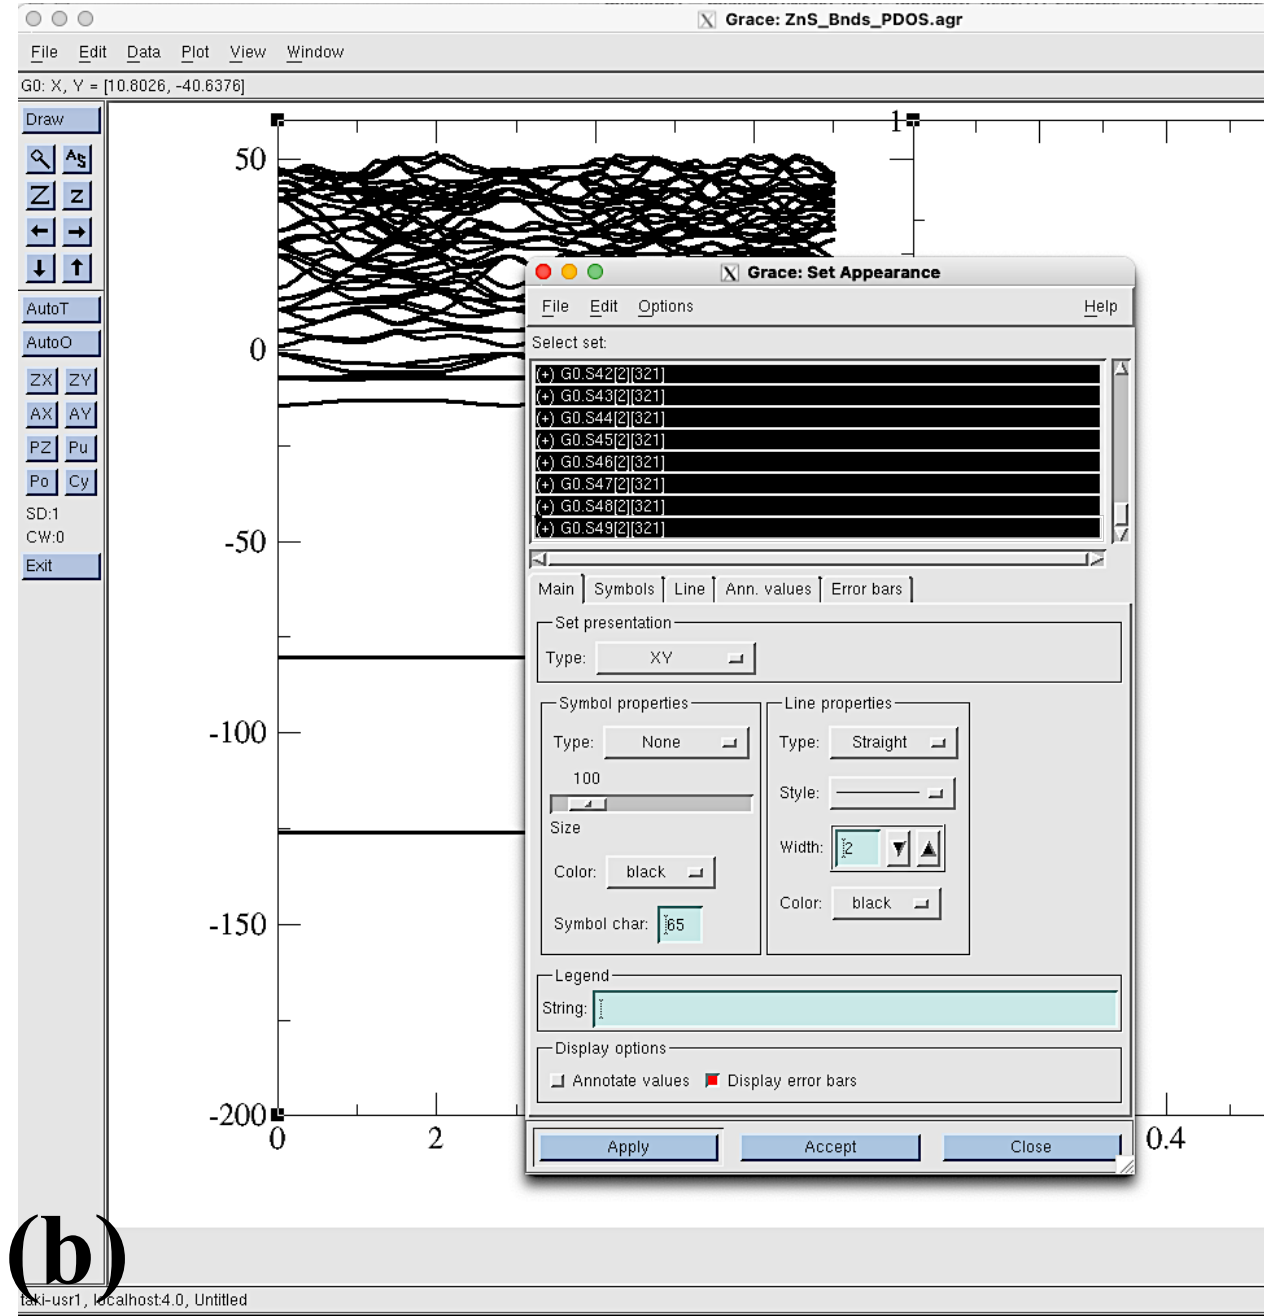 Grace: ZnS_Bnds_PDOS.agr
File Edit Data Plot View Window
G0: X, Y = [10.8026, -40.6376]
Draw
AS
Z z
AutoT
AutoO
ZX ZY
AX AY
PZ Pu
Po Cy
SD:1
CW:0
Exit
50
0
-50
-100
-150
-200
0 2
1
0.4
Grace: Set Appearance
File Edit Options Help
Select set:
(+) G0.S42[2][321]
(+) G0.S43[2][321]
(+) G0.S44[2][321]
(+) G0.S45[2][321]
(+) G0.S46[2][321]
(+) G0.S47[2][321]
(+) G0.S48[2][321]
(+) G0.S49[2][321]
Main Symbols Line Ann. values Error bars
Set presentation
Type: XY
Symbol properties
Type: None
100
Size
Color: black
Symbol char: 65
Line properties
Type: Straight
Style:
Width: 2
Color: black
Legend
String:
Display options
Annotate values Display error bars
Apply Accept Close
(b)
taki-usr1, localhost:4.0, Untitled